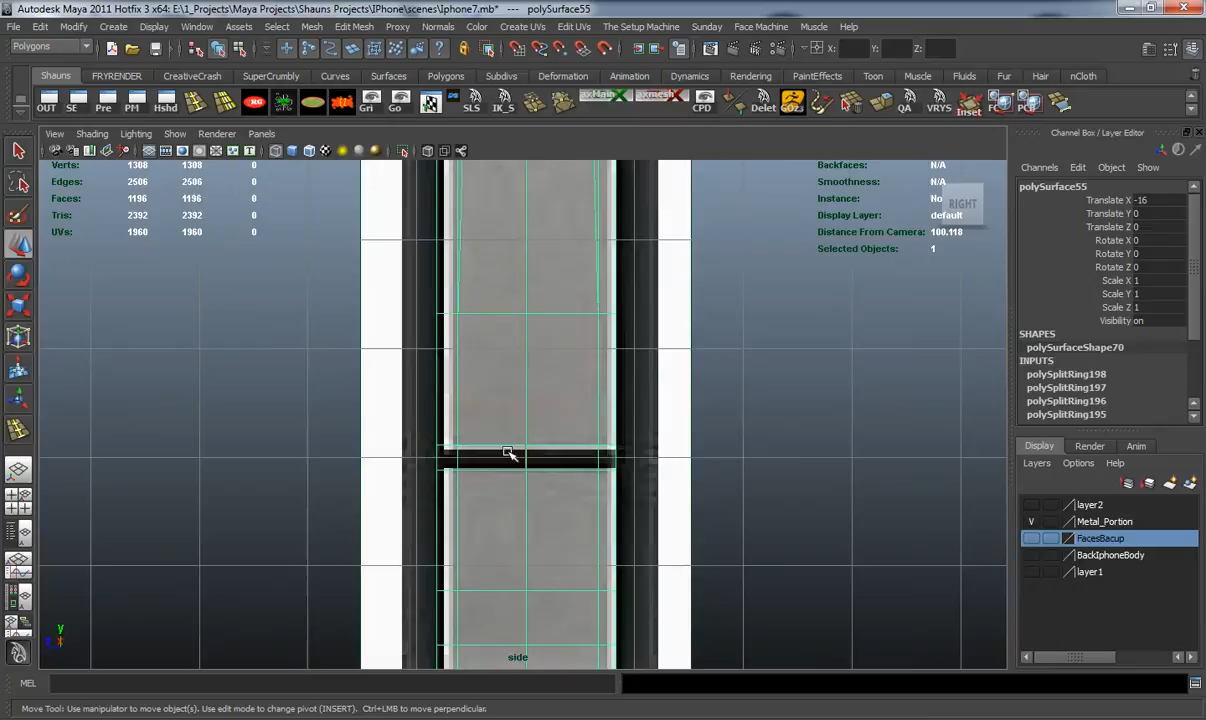 Autodesk Maya 2011 Hotfix 3 x64: E:\1_Projects\Maya Projects\Shauns Projects\IPhone\scenes\Iphone7.mb* --- polySurface55
File Edit Modify Create Display Window Assets Select Mesh Edit Mesh Proxy Normals Color Create UVs Edit UVs The Setup Machine Sunday Face Machine Muscle Help
Polygons X: Y: Z:
Shauns FRYRENDER CreativeCrash SuperCrumbly Curves Surfaces Polygons Subdivs Deformation Animation Dynamics Rendering PaintEffects Toon Muscle Fluids Fur Hair nCloth
OUT SE Pre Pm Hshd Gri Go SLS IK_S axMain axmesh CPD Delet GOZ3 QA VRYS Inset
View Shading Lighting Show Renderer Panels
Channel Box / Layer Editor
Channels Edit Object Show
Verts: 1308 1308 0
Edges: 2506 2506 0
Faces: 1196 1196 0
Tris: 2392 2392 0
UVs: 1960 1960 0
Backfaces: N/A
Smoothness: N/A
Instance: No
Display Layer: default
Distance From Camera: 100.118
Selected Objects: 1
RIGHT
polySurface55
Translate X -16
Translate Y 0
Translate Z 0
Rotate X 0
Rotate Y 0
Rotate Z 0
Scale X 1
Scale Y 1
Scale Z 1
Visibility on
SHAPES
polySurfaceShape70
INPUTS
polySplitRing198
polySplitRing197
polySplitRing196
polySplitRing195
Display Render Anim
Layers Options Help
layer2
V Metal_Portion
FacesBacup
BackIphoneBody
layer1
y
side
MEL
Move Tool: Use manipulator to move object(s). Use edit mode to change pivot (INSERT). Ctrl+LMB to move perpendicular.